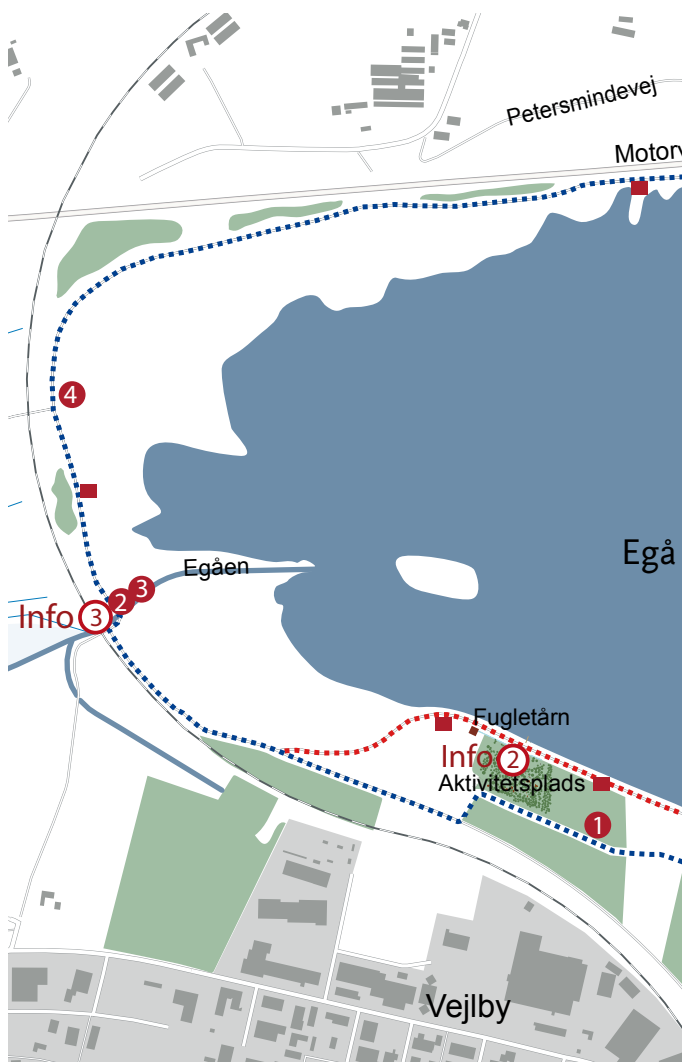 Petersmindevej
Motorv
4
Egå
Egåen
3
2
Info 3
Fugletårn
Info 2
Aktivitetsplads
1
Vejlby